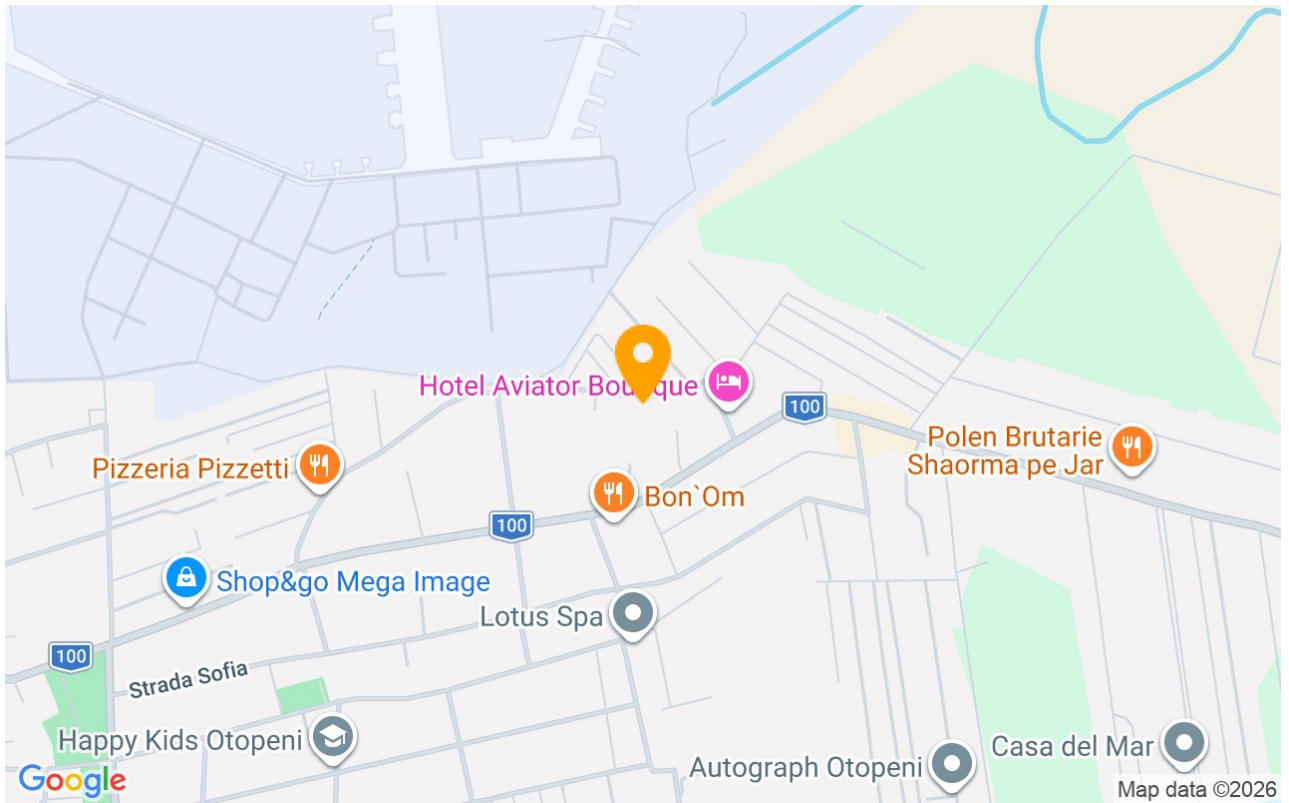 Hotel Aviator Boutique
100
Polen Brutarie
Shaorma pe Jar
Pizzeria Pizzetti
Bon`Om
100
Shop&go Mega Image
Lotus Spa
100
Strada Sofia
Happy Kids Otopeni
Casa del Mar
Autograph Otopeni
Google
Map data ©2026